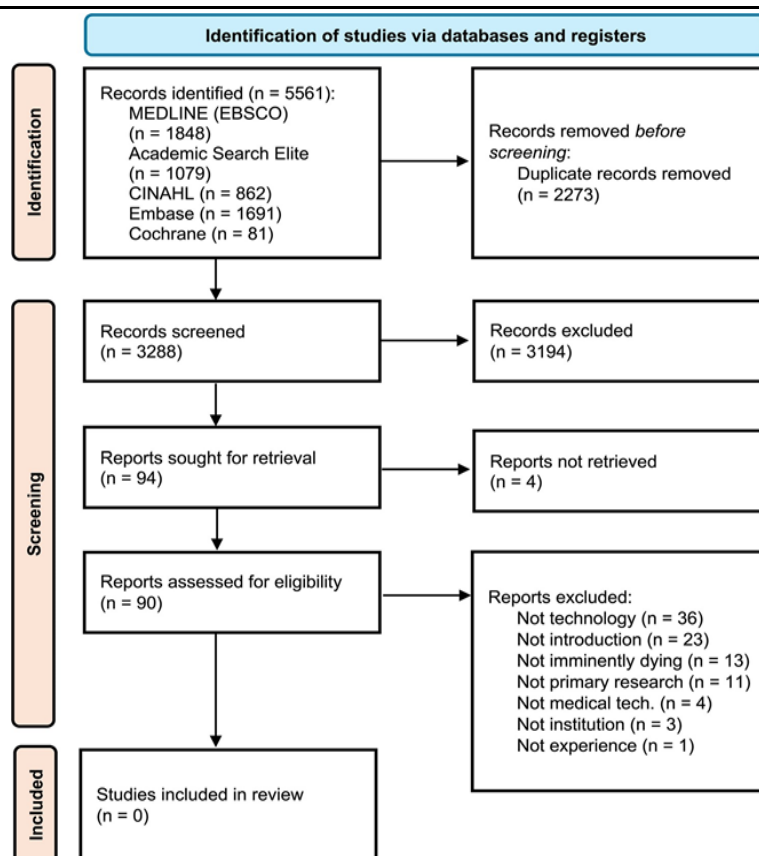 Identification of studies via databases and registers
Identification
Records identified (n = 5561):
MEDLINE (EBSCO)
(n = 1848)
Academic Search Elite
(n = 1079)
CINAHL (n = 862)
Embase (n = 1691)
Cochrane (n = 81)
Records removed before
screening:
Duplicate records removed
(n = 2273)
Screening
Records screened
(n = 3288)
Records excluded
(n = 3194)
Reports sought for retrieval
(n = 94)
Reports not retrieved
(n = 4)
Reports assessed for eligibility
(n = 90)
Reports excluded:
Not technology (n = 36)
Not introduction (n = 23)
Not imminently dying (n = 13)
Not primary research (n = 11)
Not medical tech. (n = 4)
Not institution (n = 3)
Not experience (n = 1)
Included
Studies included in review
(n = 0)